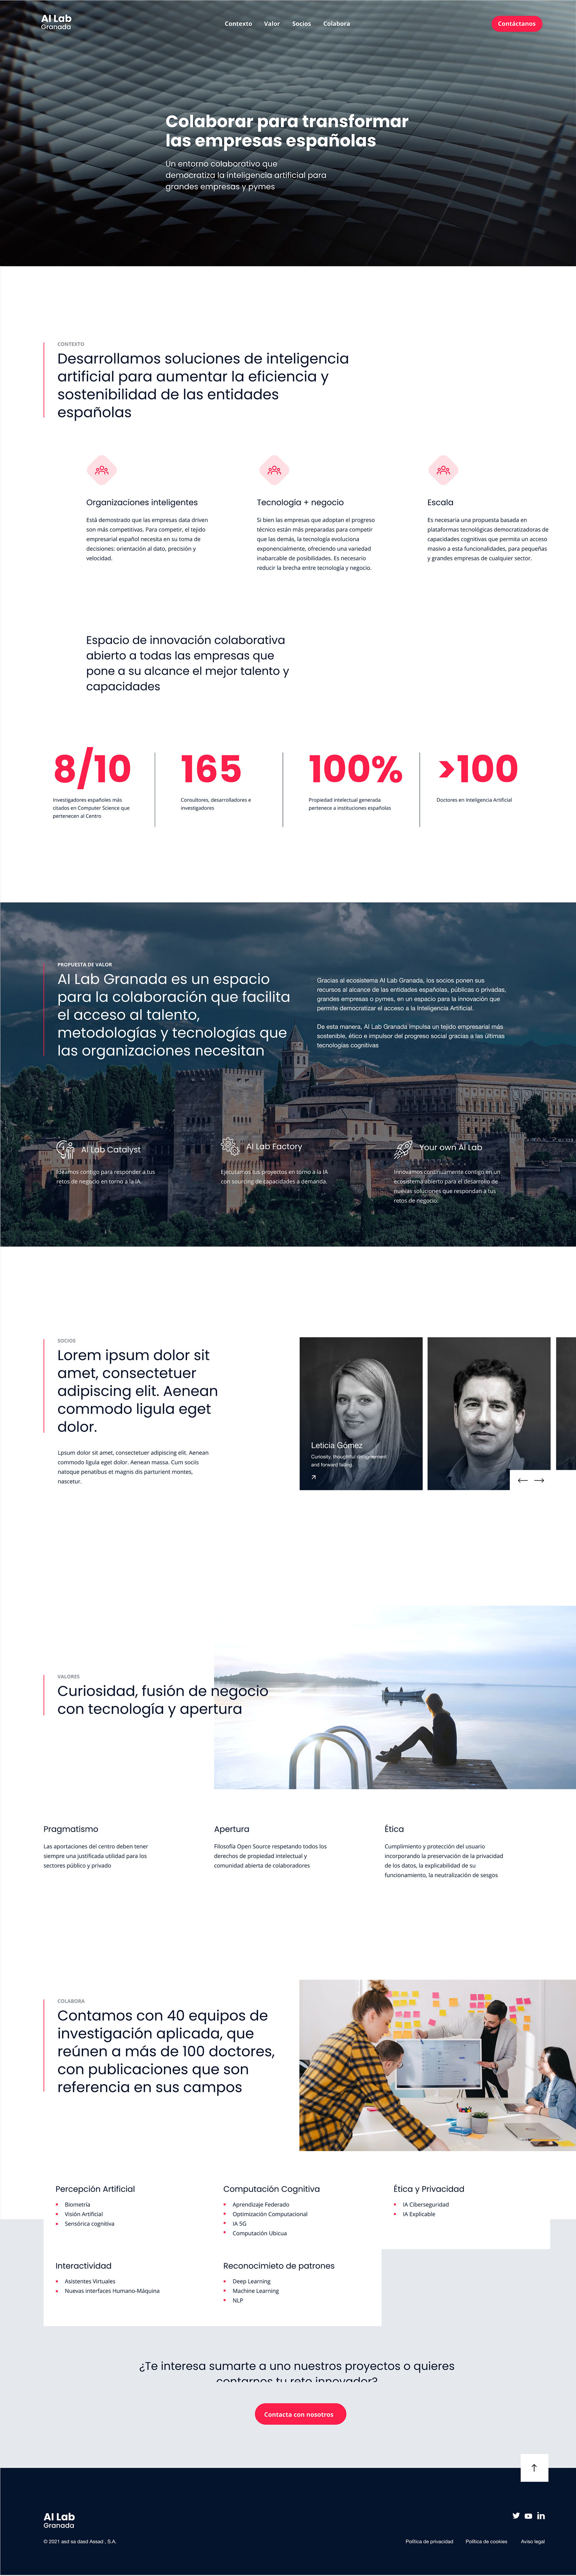 AI Lab
Granada
Contexto Valor Socios Colabora
Contáctanos
Colaborar para transformar
las empresas españolas
Un entorno colaborativo que
democratiza la inteligencia artificial para
grandes empresas y pymes
CONTEXTO
Desarrollamos soluciones de inteligencia
artificial para aumentar la eficiencia y
sostenibilidad de las entidades
españolas
Organizaciones inteligentes
Está demostrado que las empresas data driven
son más competitivas. Para competir, el tejido
empresarial español necesita en su toma de
decisiones: orientación al dato, precisión y
velocidad.
Tecnología + negocio
Si bien las empresas que adoptan el progreso
técnico están más preparadas para competir
que las demás, la tecnología evoluciona
exponencialmente, ofreciendo una variedad
inabarcable de posibilidades. Es necesario
reducir la brecha entre tecnología y negocio.
Escala
Es necesaria una propuesta basada en
plataformas tecnológicas democratizadoras de
capacidades cognitivas que permita un acceso
masivo a esta funcionalidades, para pequeñas
y grandes empresas de cualquier sector.
Espacio de innovación colaborativa
abierto a todas las empresas que
pone a su alcance el mejor talento y
capacidades
8/10
Investigadores españoles más
citados en Computer Science que
pertenecen al Centro
165
Consultores, desarrolladores e
investigadores
100%
Propiedad intelectual generada
pertenece a instituciones españolas
>100
Doctores en Inteligencia Artificial
PROPUESTA DE VALOR
AI Lab Granada es un espacio
para la colaboración que facilita
el acceso al talento,
metodologías y tecnologías que
las organizaciones necesitan
Gracias al ecosistema AI Lab Granada, los socios ponen sus
recursos al alcance de las entidades españolas, públicas o privadas,
grandes empresas o pymes, en un espacio para la innovación que
permite democratizar el acceso a la Inteligencia Artificial.
De esta manera, AI Lab Granada impulsa un tejido empresarial más
sostenible, ético e impulsor del progreso social gracias a las últimas
tecnologías cognitivas
AI Lab Catalyst
Ideamos contigo para responder a tus
retos de negocio en torno a la IA.
AI Lab Factory
Ejecutamos tus proyectos en torno a la IA
con sourcing de capacidades a demanda.
Your own AI Lab
Innovamos continuamente contigo en un
ecosistema abierto para el desarrollo de
nuevas soluciones que respondan a tus
retos de negocio.
SOCIOS
Lorem ipsum dolor sit
amet, consectetuer
adipiscing elit. Aenean
commodo ligula eget
dolor.
Lpsum dolor sit amet, consectetuer adipiscing elit. Aenean
commodo ligula eget dolor. Aenean massa. Cum sociis
natoque penatibus et magnis dis parturient montes,
nascetur.
Leticia Gómez
Curiosity, thoughtful disagreement
and forward failing.
VALORES
Curiosidad, fusión de negocio
con tecnología y apertura
Pragmatismo
Las aportaciones del centro deben tener
siempre una justificada utilidad para los
sectores público y privado
Apertura
Filosofía Open Source respetando todos los
derechos de propiedad intelectual y
comunidad abierta de colaboradores
Ética
Cumplimiento y protección del usuario
incorporando la preservación de la privacidad
de los datos, la explicabilidad de su
funcionamiento, la neutralización de sesgos
COLABORA
Contamos con 40 equipos de
investigación aplicada, que
reúnen a más de 100 doctores,
con publicaciones que son
referencia en sus campos
Percepción Artificial
Biometría
Visión Artificial
Sensórica cognitiva
Computación Cognitiva
Aprendizaje Federado
Optimización Computacional
IA 5G
Computación Ubicua
Ética y Privacidad
IA Ciberseguridad
IA Explicable
Interactividad
Asistentes Virtuales
Nuevas interfaces Humano-Máquina
Reconocimieto de patrones
Deep Learning
Machine Learning
NLP
¿Te interesa sumarte a uno nuestros proyectos o quieres
contarnos tu reto innovador?
Contacta con nosotros
AI Lab
Granada
© 2021 asd sa dasd Assad , S.A.
Política de privacidad Política de cookies Aviso legal